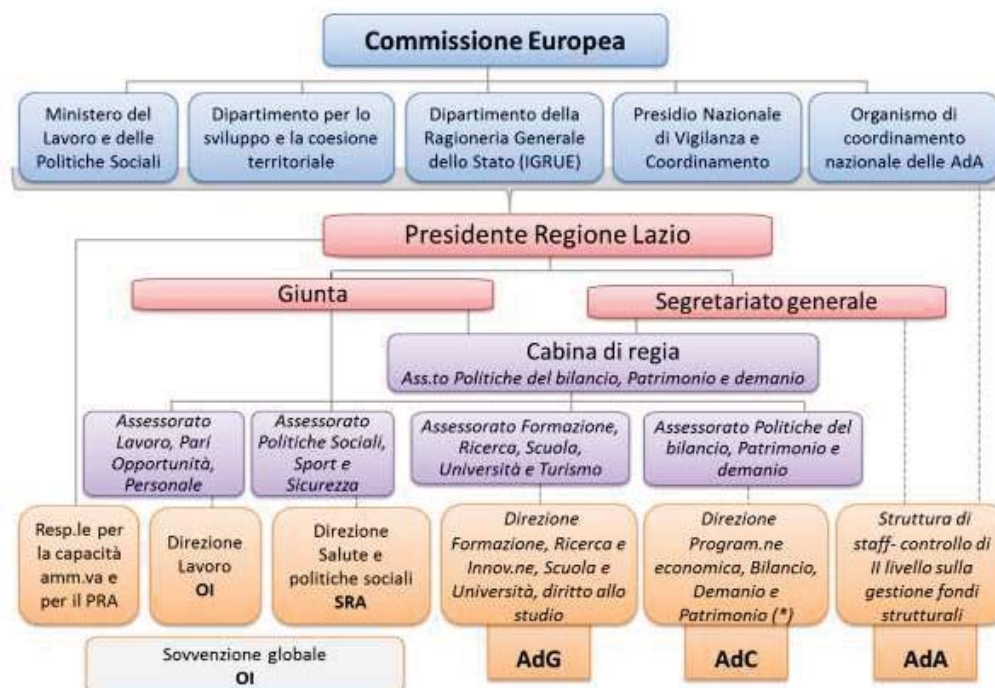 Commissione Europea
Ministero del
Lavoro e delle
Politiche Sociali
Dipartimento per lo
sviluppo e la coesione
territoriale
Dipartimento della
Ragioneria Generale
dello Stato (IGRUE)
Presidio Nazionale
di Vigilanza e
Coordinamento
Organismo di
coordinamento
nazionale delle AdA
Presidente Regione Lazio
Giunta
Segretariato generale
Cabina di regia
Ass.to Politiche del bilancio, Patrimonio e demanio
Assessorato
Lavoro, Pari
Opportunità,
Personale
Assessorato
Politiche Sociali,
Sport e
Sicurezza
Assessorato Formazione,
Ricerca, Scuola,
Università e Turismo
Assessorato Politiche del
bilancio, Patrimonio e
demanio
Resp.le per
la capacità
amm.va e
per il PRA
Direzione
Lavoro
OI
Direzione
Salute e
politiche sociali
SRA
Direzione
Formazione, Ricerca e
Innov.ne, Scuola e
Università, diritto allo
studio
Direzione
Program.ne
economica, Bilancio,
Demanio e
Patrimonio (*)
Struttura di
staff- controllo di
II livello sulla
gestione fondi
strutturali
Sovvenzione globale
OI
AdG
AdC
AdA